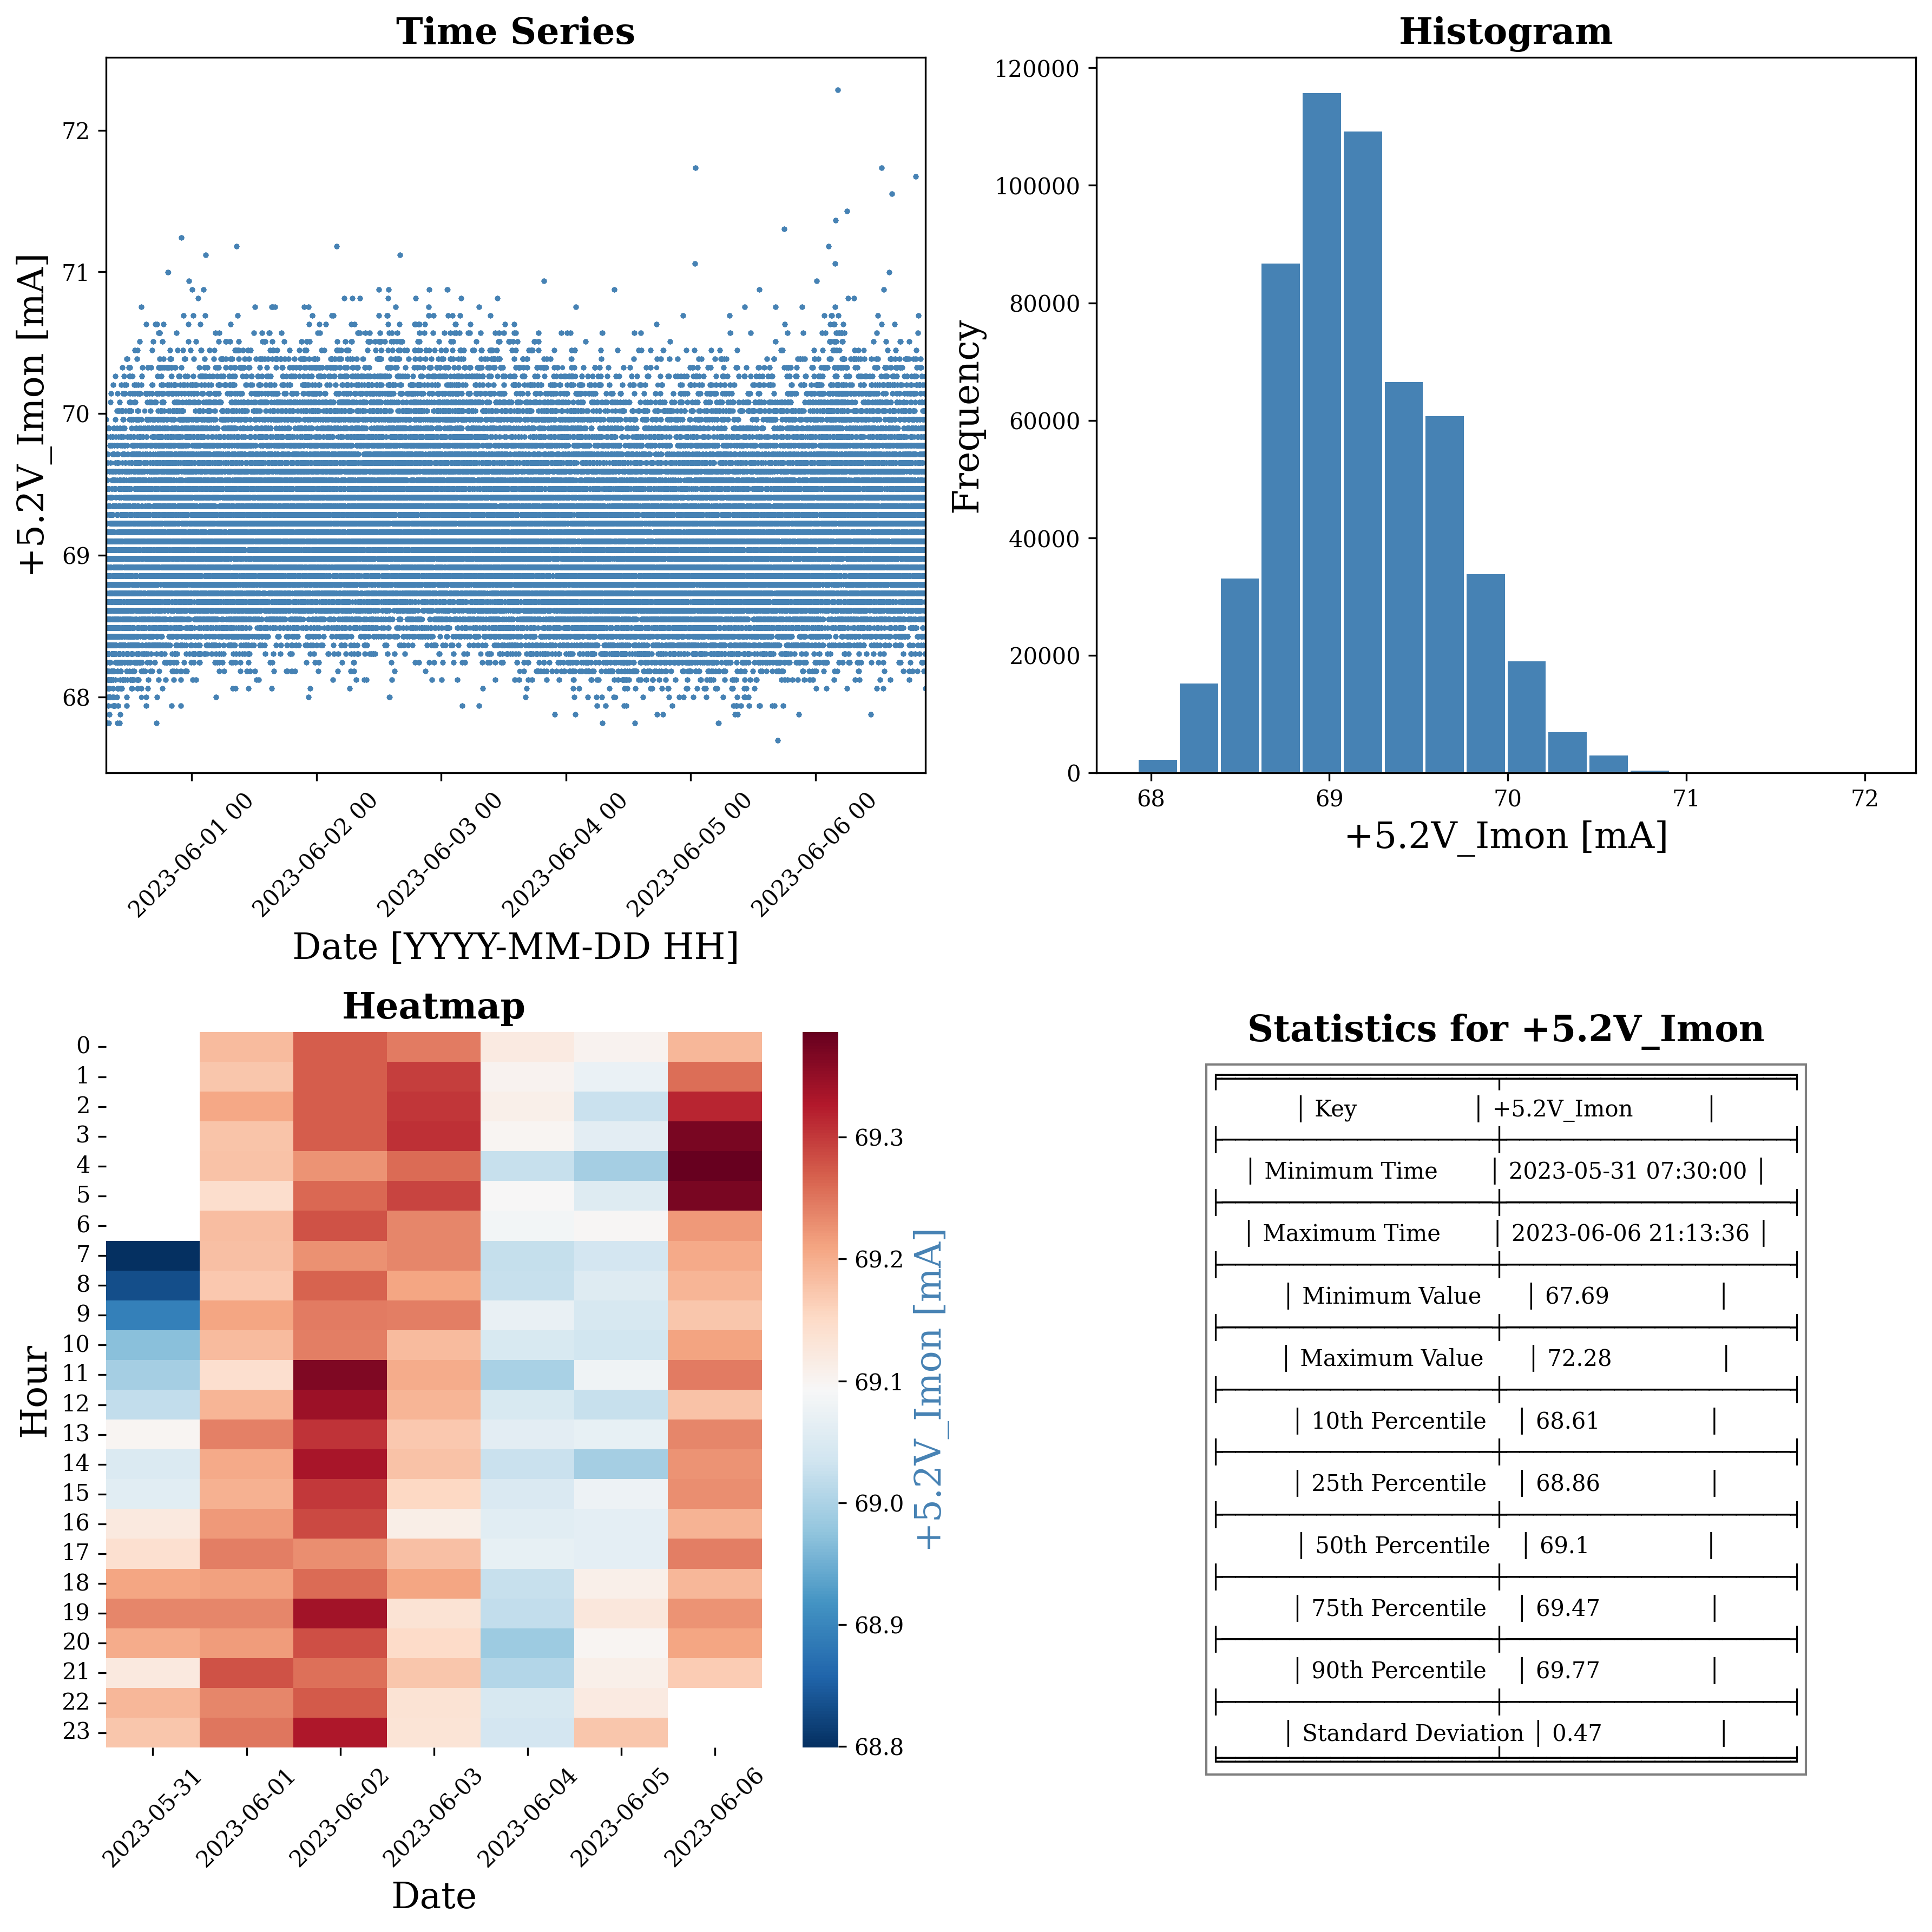 Time Series
+5.2V_Imon [mA]
72
71
70
69
68
2023-06-01 00
2023-06-02 00
2023-06-03 00
2023-06-04 00
2023-06-05 00
2023-06-06 00
Date [YYYY-MM-DD HH]
Histogram
Frequency
120000
100000
80000
60000
40000
20000
0
68
69
70
71
72
+5.2V_Imon [mA]
Heatmap
Hour
0
1
2
3
4
5
6
7
8
9
10
11
12
13
14
15
16
17
18
19
20
21
22
23
2023-05-31
2023-06-01
2023-06-02
2023-06-03
2023-06-04
2023-06-05
2023-06-06
Date
69.3
69.2
69.1
69.0
68.9
68.8
+5.2V_Imon [mA]
Statistics for +5.2V_Imon
| Key | +5.2V_Imon |
| Minimum Time | 2023-05-31 07:30:00 |
| Maximum Time | 2023-06-06 21:13:36 |
| Minimum Value | 67.69 |
| Maximum Value | 72.28 |
| 10th Percentile | 68.61 |
| 25th Percentile | 68.86 |
| 50th Percentile | 69.1 |
| 75th Percentile | 69.47 |
| 90th Percentile | 69.77 |
| Standard Deviation | 0.47 |